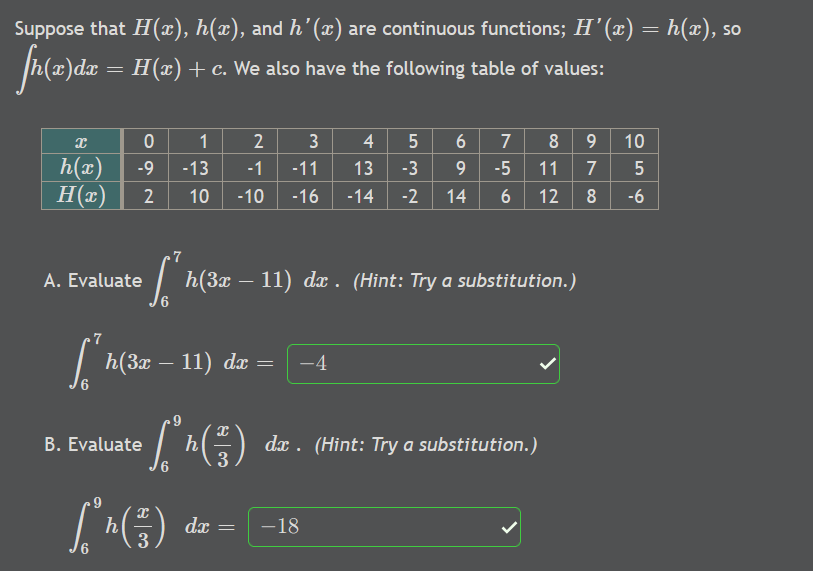 Suppose that H(x), h(x), and h'(x) are continuous functions; H'(x) = h(x), so
∫h(x)dx = H(x) + c. We also have the following table of values:
x 0 1 2 3 4 5 6 7 8 9 10
h(x) -9 -13 -1 -11 13 -3 9 -5 11 7 5
H(x) 2 10 -10 -16 -14 -2 14 6 12 8 -6
A. Evaluate ∫₆⁷ h(3x − 11) dx . (Hint: Try a substitution.)
∫₆⁷ h(3x − 11) dx = −4 ✓
B. Evaluate ∫₆⁹ h(x/3) dx . (Hint: Try a substitution.)
∫₆⁹ h(x/3) dx = −18 ✓